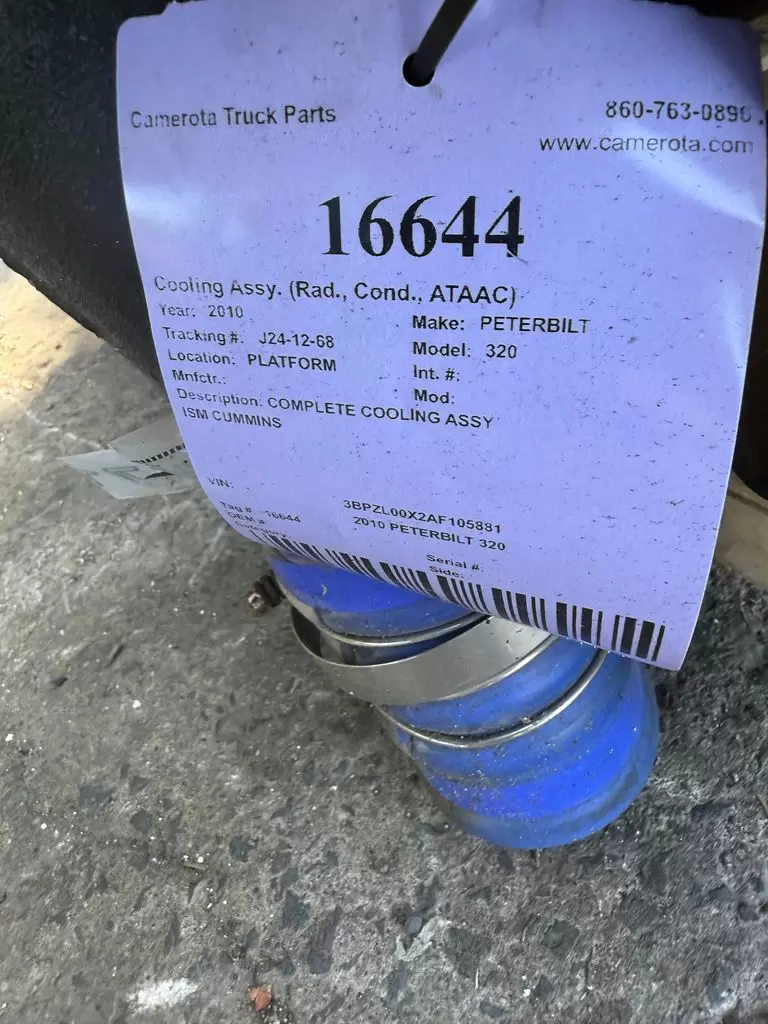 Camerota Truck Parts
860-763-0896
www.camerota.com
16644
Cooling Assy. (Rad., Cond., ATAAC)
Year: 2010
Make: PETERBILT
Tracking #: J24-12-68
Model: 320
Location: PLATFORM
Int. #:
Mnfctr.:
Mod:
Description: COMPLETE COOLING ASSY
ISM CUMMINS
VIN:
3BPZL00X2AF105881
Tag # 16644
2010 PETERBILT 320
OEM #
Category
Serial #:
Side: